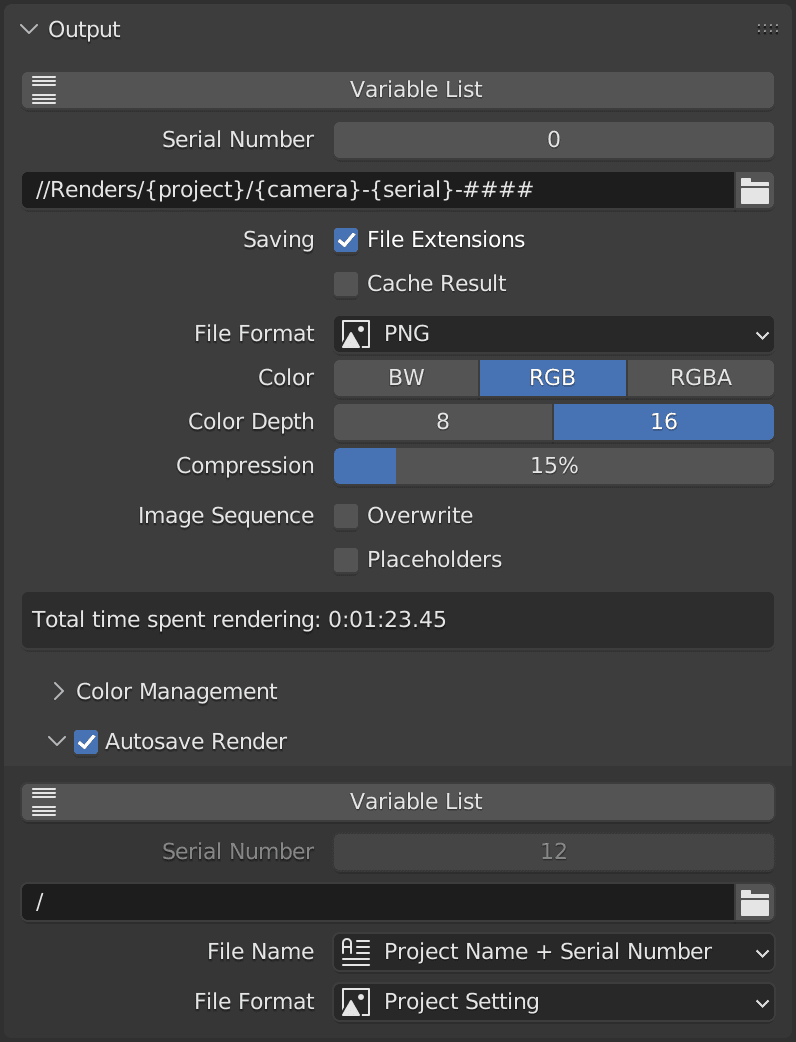 Output
Variable List
Serial Number 0
//Renders/{project}/{camera}-{serial}-####
Saving File Extensions
Cache Result
File Format PNG
Color BW RGB RGBA
Color Depth 8 16
Compression 15%
Image Sequence Overwrite
Placeholders
Total time spent rendering: 0:01:23.45
Color Management
Autosave Render
Variable List
Serial Number 12
/
File Name Project Name + Serial Number
File Format Project Setting